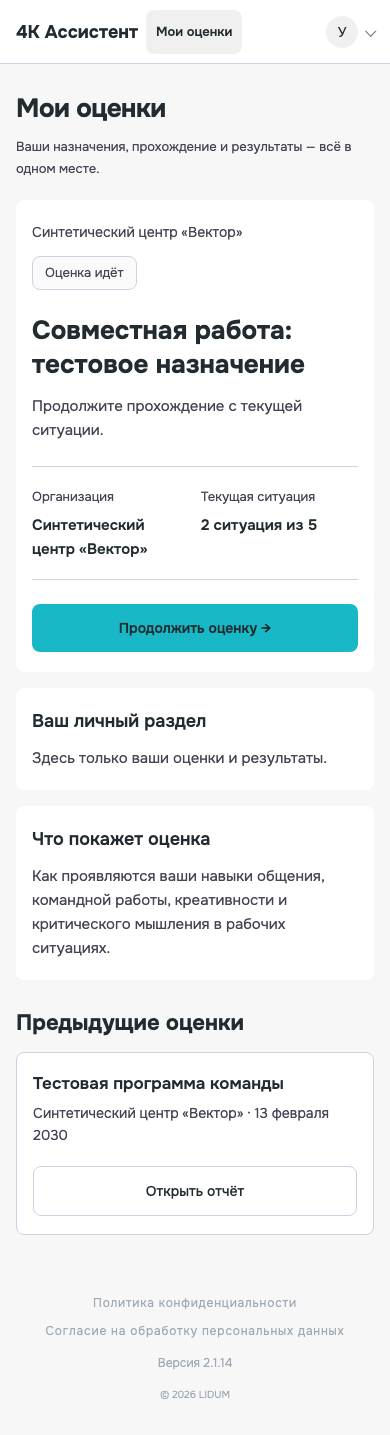 4К Ассистент
Мои оценки
У
Мои оценки
Ваши назначения, прохождение и результаты — всё в
одном месте.
Синтетический центр «Вектор»
Оценка идёт
Совместная работа:
тестовое назначение
Продолжите прохождение с текущей
ситуации.
Организация
Синтетический
центр «Вектор»
Текущая ситуация
2 ситуация из 5
Продолжить оценку →
Ваш личный раздел
Здесь только ваши оценки и результаты.
Что покажет оценка
Как проявляются ваши навыки общения,
командной работы, креативности и
критического мышления в рабочих
ситуациях.
Предыдущие оценки
Тестовая программа команды
Синтетический центр «Вектор» · 13 февраля
2030
Открыть отчёт
Политика конфиденциальности
Согласие на обработку персональных данных
Версия 2.1.14
© 2026 LIDUM